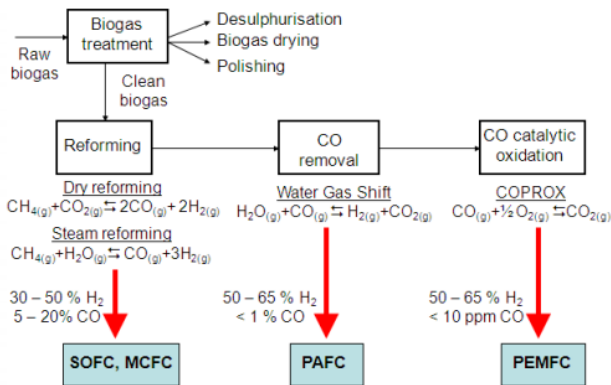 Biogas
treatment
Desulphurisation
Biogas drying
Polishing
Raw
biogas
Clean
biogas
Reforming
CO
removal
CO catalytic
oxidation
Dry reforming
CH₄(g)+CO₂(g) ⇆ 2CO(g)+ 2H₂(g)
Steam reforming
CH₄(g)+H₂O(g)⇆ CO(g)+3H₂(g)
Water Gas Shift
H₂O(g)+CO(g) ⇆ H₂(g)+CO₂(g)
COPROX
CO(g)+½ O₂(g) ⇆CO₂(g)
30 – 50 % H₂
5 – 20% CO
50 – 65 % H₂
< 1 % CO
50 – 65 % H₂
< 10 ppm CO
SOFC, MCFC
PAFC
PEMFC